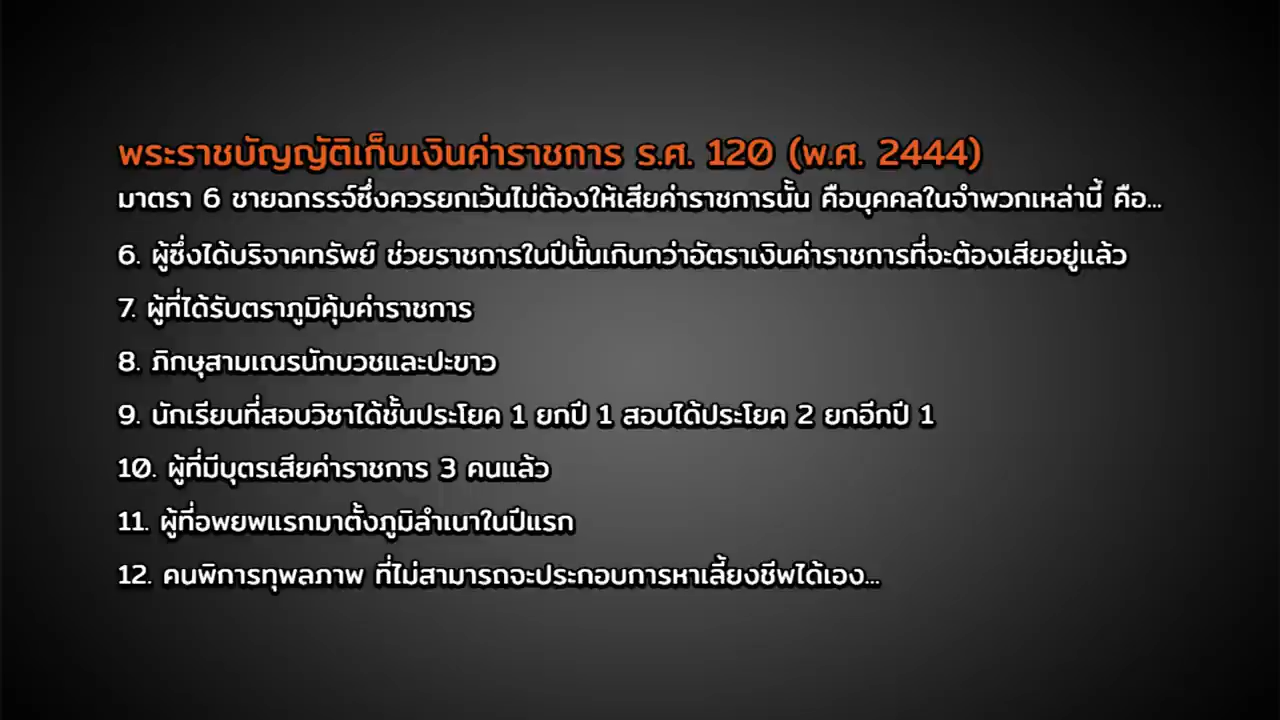 พระราชบัญญัติเก็บเงินค่าราชการ ร.ศ. 120 (พ.ศ. 2444)
มาตรา 6 ชายฉกรรจ์ซึ่งควรยกเว้นไม่ต้องให้เสียค่าราชการนั้น คือบุคคลในจำพวกเหล่านี้ คือ...
6. ผู้ซึ่งได้บริจาคทรัพย์ ช่วยราชการในปีนั้นเกินกว่าอัตราเงินค่าราชการที่จะต้องเสียอยู่แล้ว
7. ผู้ที่ได้รับตราภูมิคุ้มค่าราชการ
8. ภิกษุสามเณรนักบวชและปะขาว
9. นักเรียนที่สอบวิชาได้ชั้นประโยค 1 ยกปี 1 สอบได้ประโยค 2 ยกอีกปี 1
10. ผู้ที่มีบุตรเสียค่าราชการ 3 คนแล้ว
11. ผู้ที่อพยพแรกมาตั้งภูมิลำเนาในปีแรก
12. คนพิการทุพลภาพ ที่ไม่สามารถจะประกอบการหาเลี้ยงชีพได้เอง...